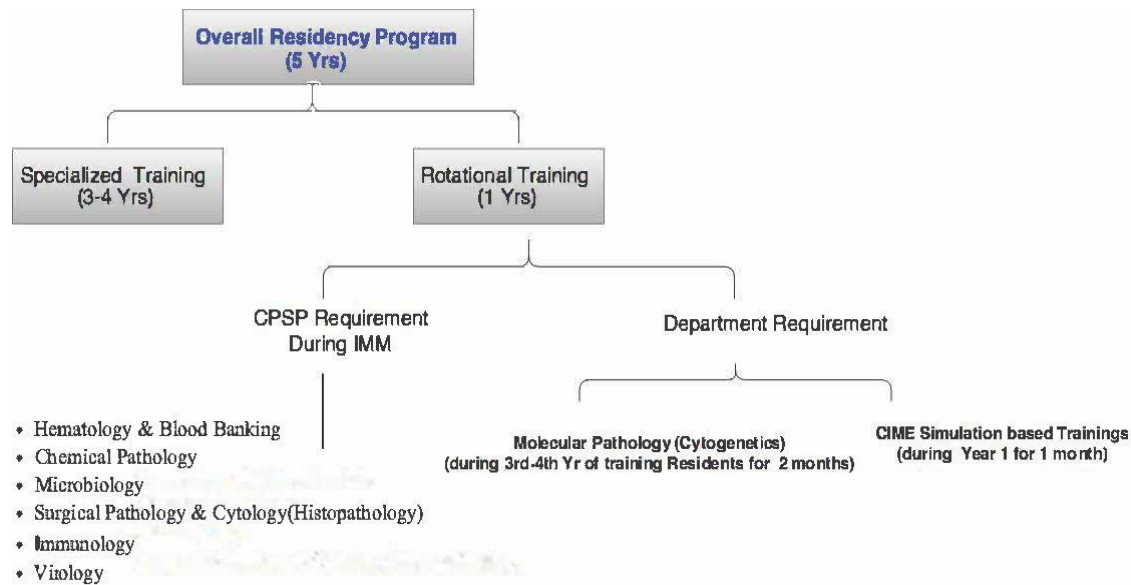 Overall Residency Program
(5 Yrs)
Specialized Training
(3-4 Yrs)
Rotational Training
(1 Yrs)
CPSP Requirement
During IMM
Department Requirement
• Hematology & Blood Banking
• Chemical Pathology
• Microbiology
• Surgical Pathology & Cytology(Histopathology)
• Immunology
• Virology
Molecular Pathology (Cytogenetics)
(during 3rd-4th Yr of training Residents for 2 months)
CIME Simulation based Trainings
(during Year 1 for 1 month)